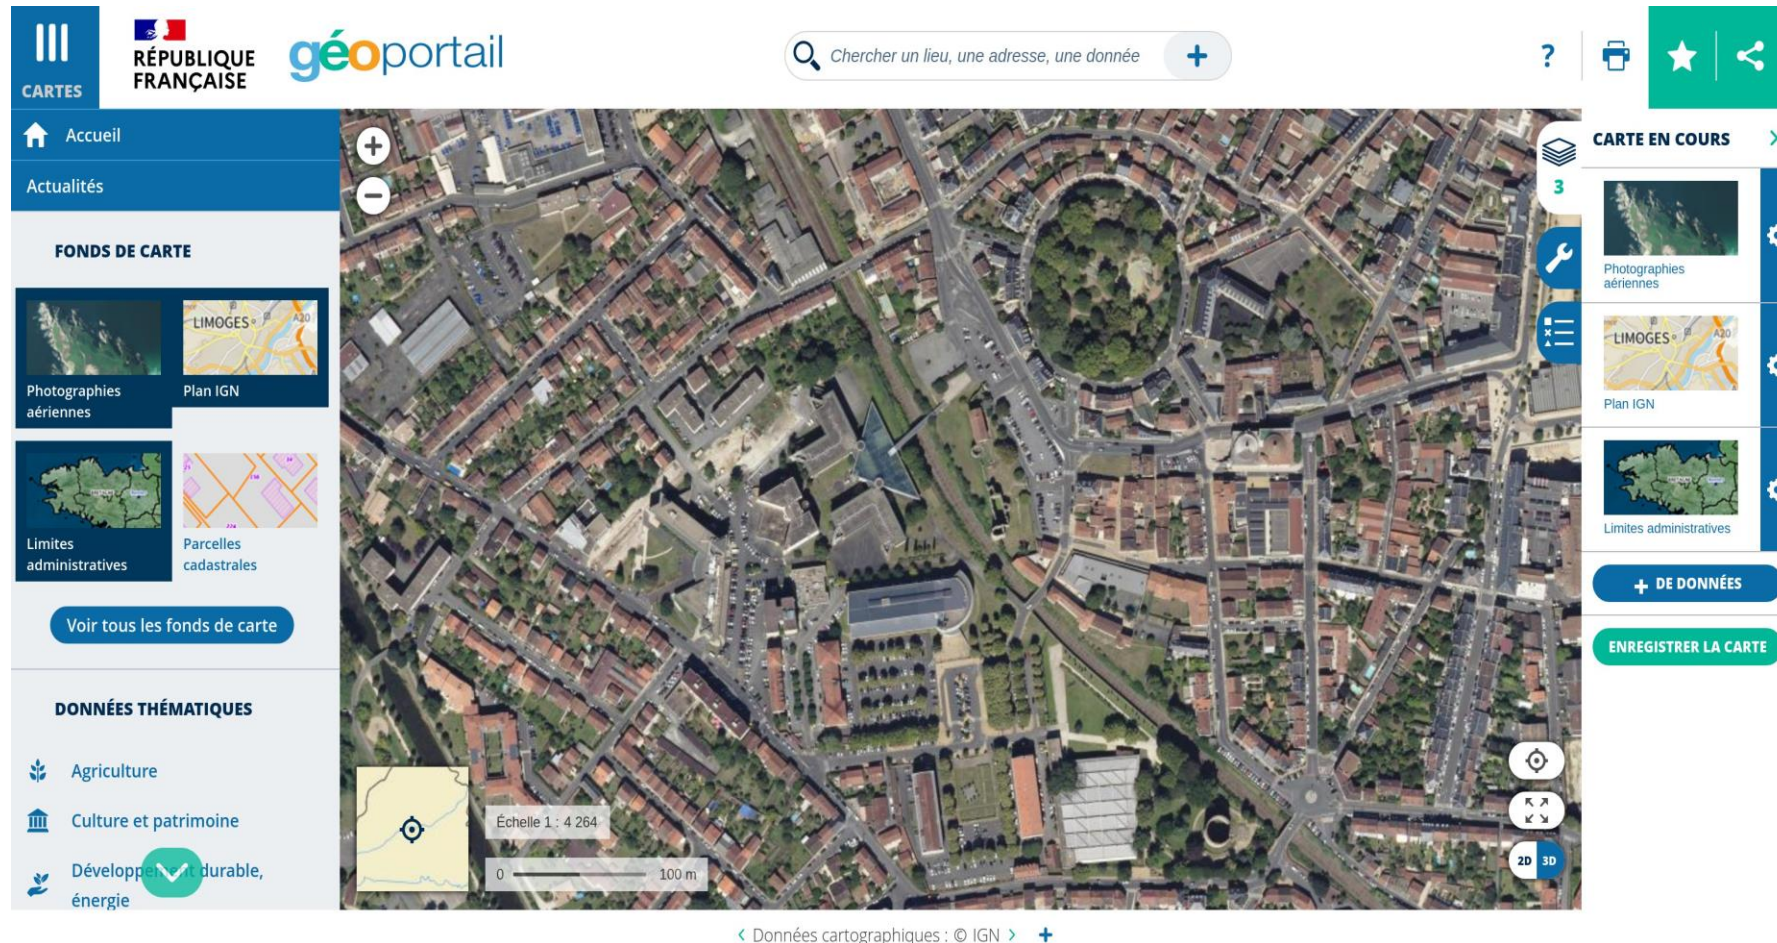 CARTES
RÉPUBLIQUE
FRANÇAISE
géoportail
Chercher un lieu, une adresse, une donnée
+
?
Accueil
Actualités
FONDS DE CARTE
LIMOGES
A20
Photographies
aériennes
Plan IGN
Limites
administratives
Parcelles
cadastrales
Voir tous les fonds de carte
DONNÉES THÉMATIQUES
Agriculture
Culture et patrimoine
Développement durable,
énergie
Échelle 1 : 4 264
0 100 m
3
2D 3D
CARTE EN COURS
Photographies
aériennes
LIMOGES
A20
Plan IGN
Limites administratives
+ DE DONNÉES
ENREGISTRER LA CARTE
Données cartographiques : © IGN
+